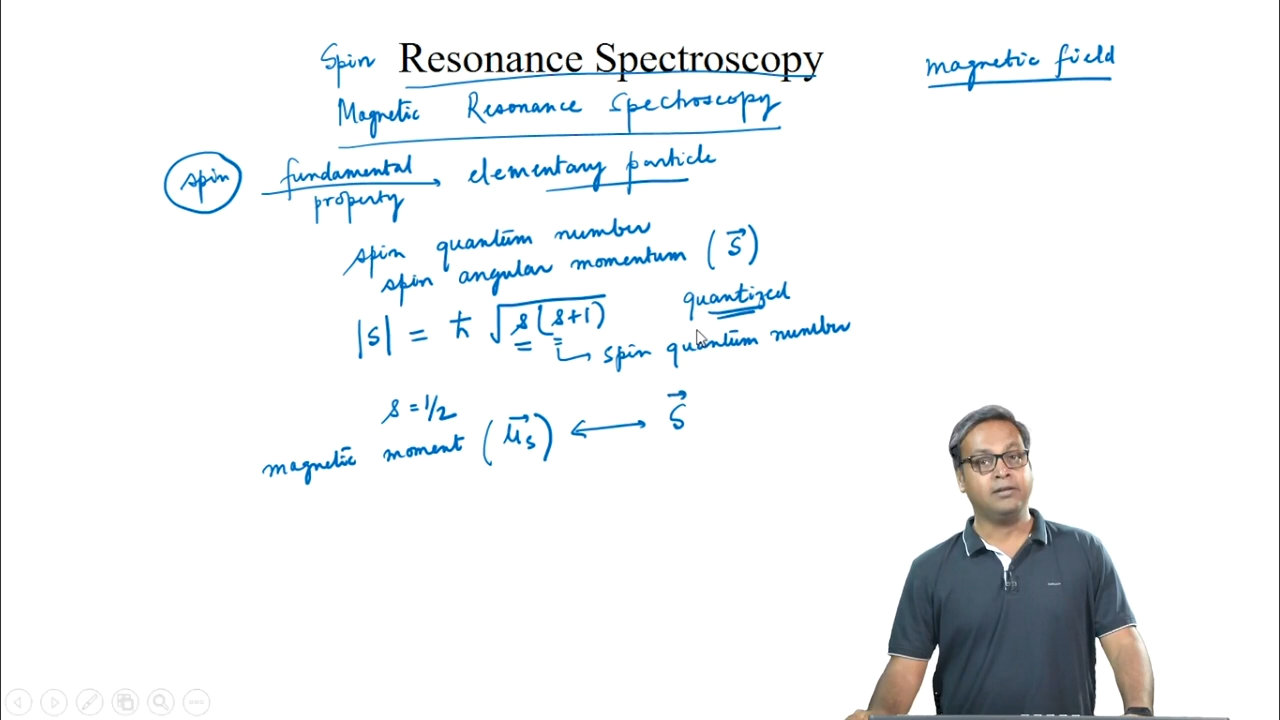 Spin Resonance Spectroscopy
magnetic field
Magnetic Resonance Spectroscopy
spin fundamental property elementary particle
spin quantum number
spin angular momentum (S⃗)
|S| = ħ √s(s+1) quantized
spin quantum number
s = 1/2
magnetic moment (μ⃗s) ⟷ S⃗